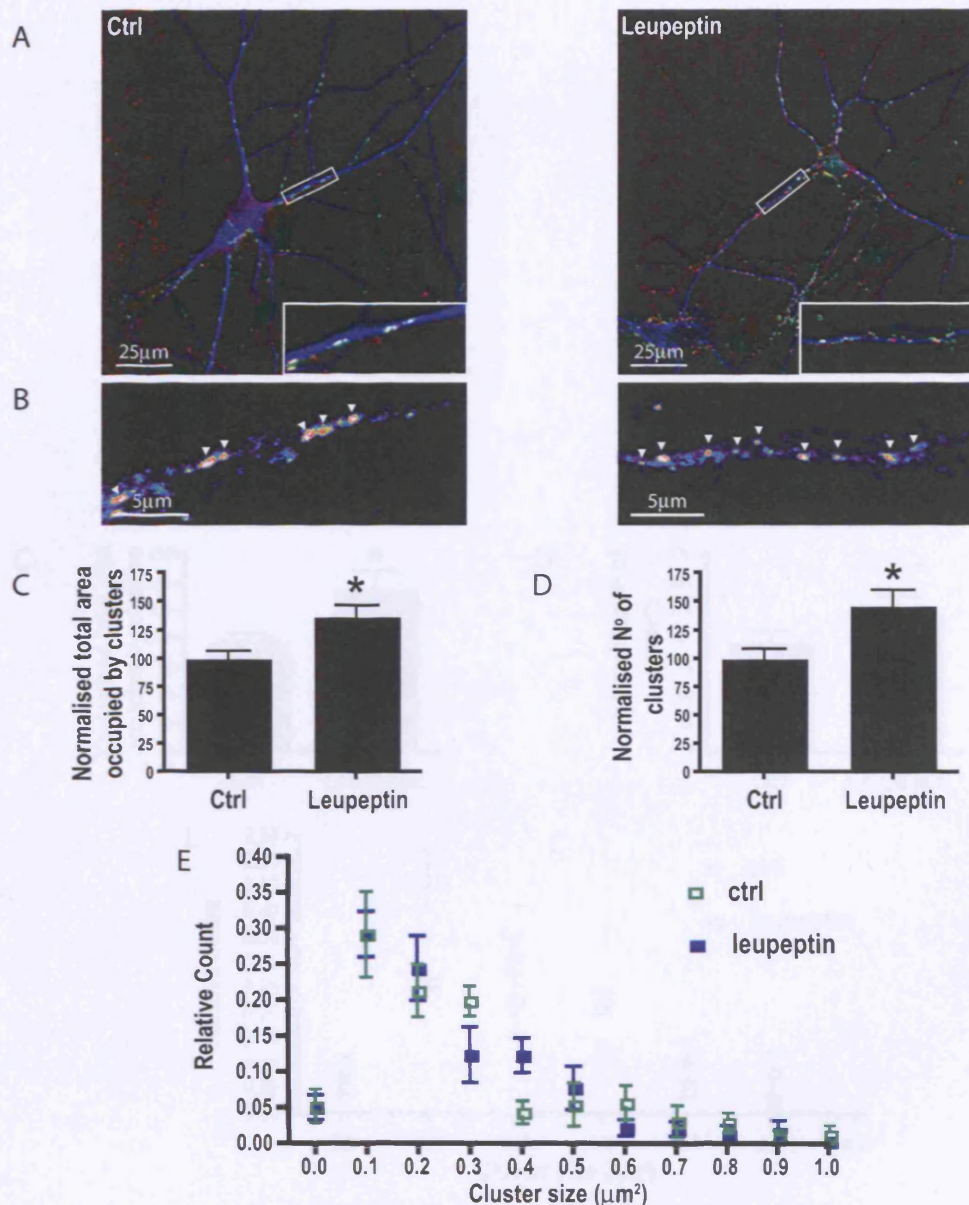 A
Ctrl
Leupeptin
25μm
25μm
B
5μm
5μm
C
Normalised total area
occupied by clusters
175
150
125
100
75
50
25
0
*
Ctrl
Leupeptin
D
Normalised Nº of
clusters
175
150
125
100
75
50
25
0
*
Ctrl
Leupeptin
E
Relative Count
0.40
0.35
0.30
0.25
0.20
0.15
0.10
0.05
0.00
ctrl
leupeptin
0.0 0.1 0.2 0.3 0.4 0.5 0.6 0.7 0.8 0.9 1.0
Cluster size (μm²)